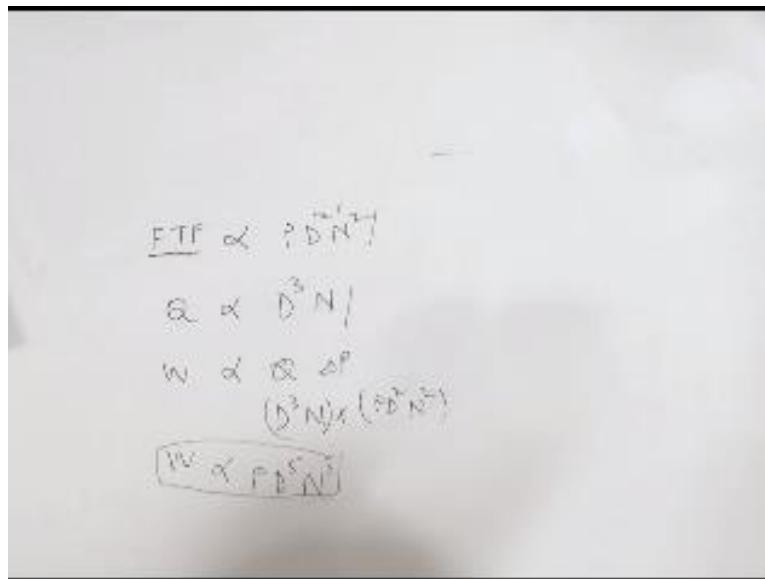 FTP ∝ ρD²N²
Q ∝ D³N
W ∝ Q ΔP
(D³N)x(ρD²N²)
W ∝ ρD⁵N³